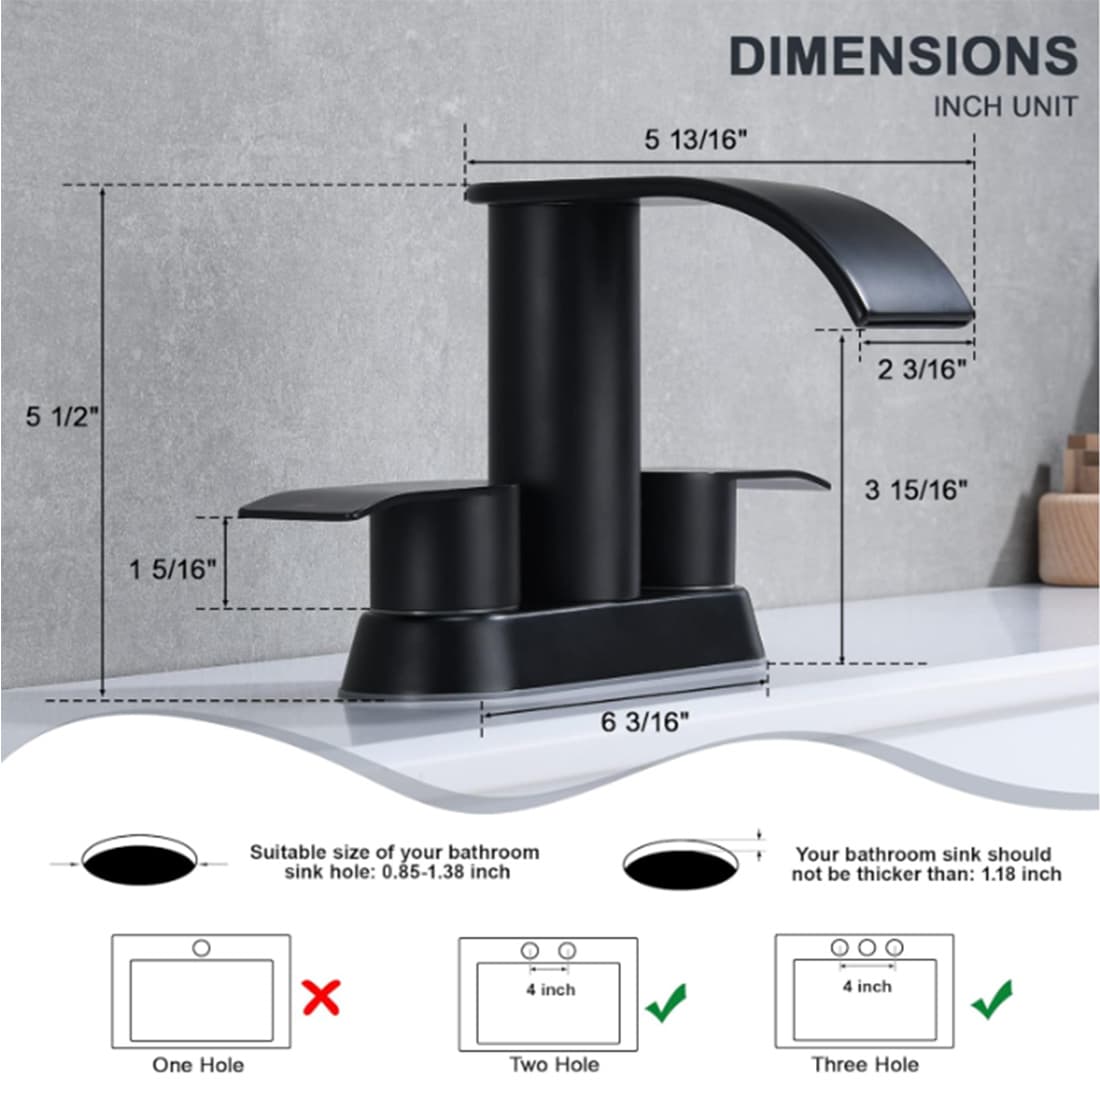 DIMENSIONS
INCH UNIT
5 13/16"
2 3/16"
5 1/2"
3 15/16"
1 5/16"
6 3/16"
Suitable size of your bathroom
sink hole: 0.85-1.38 inch
Your bathroom sink should
not be thicker than: 1.18 inch
4 inch
4 inch
One Hole
Two Hole
Three Hole